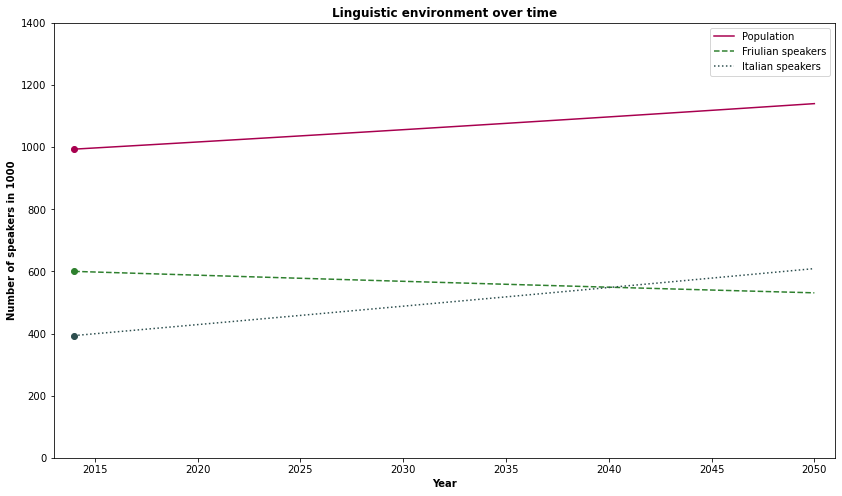 Linguistic environment over time
Population
Friulian speakers
Italian speakers
Number of speakers in 1000
1400
1200
1000
800
600
400
200
0
2015 2020 2025 2030 2035 2040 2045 2050
Year